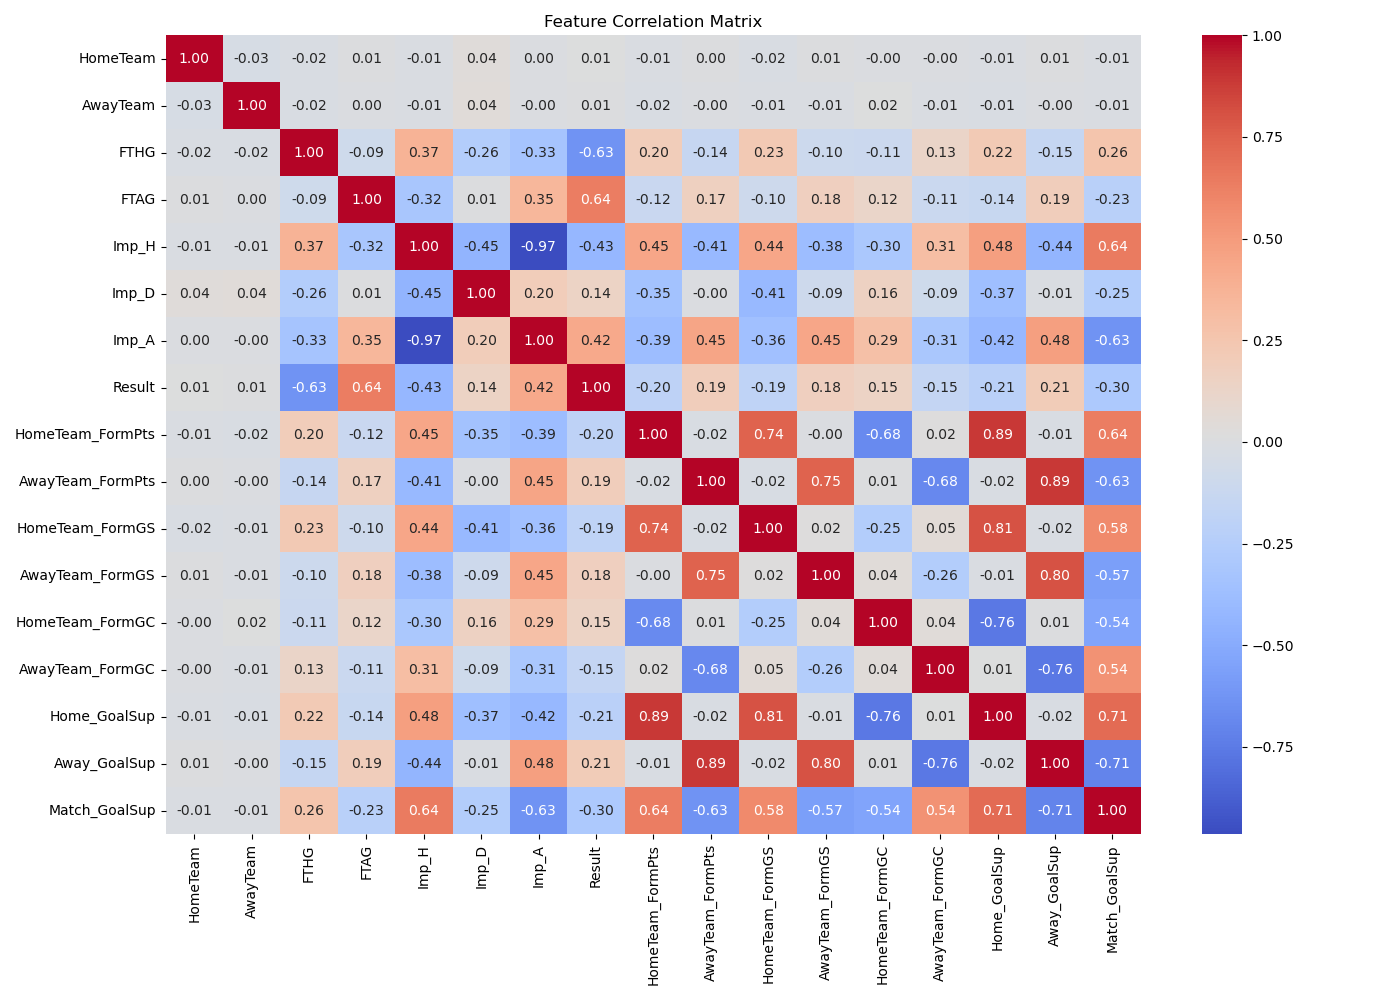 Feature Correlation Matrix
HomeTeam 1.00 -0.03 -0.02 0.01 -0.01 0.04 0.00 0.01 -0.01 0.00 -0.02 0.01 -0.00 -0.00 -0.01 0.01 -0.01
AwayTeam -0.03 1.00 -0.02 0.00 -0.01 0.04 -0.00 0.01 -0.02 -0.00 -0.01 -0.01 0.02 -0.01 -0.01 -0.00 -0.01
FTHG -0.02 -0.02 1.00 -0.09 0.37 -0.26 -0.33 -0.63 0.20 -0.14 0.23 -0.10 -0.11 0.13 0.22 -0.15 0.26
FTAG 0.01 0.00 -0.09 1.00 -0.32 0.01 0.35 0.64 -0.12 0.17 -0.10 0.18 0.12 -0.11 -0.14 0.19 -0.23
Imp_H -0.01 -0.01 0.37 -0.32 1.00 -0.45 -0.97 -0.43 0.45 -0.41 0.44 -0.38 -0.30 0.31 0.48 -0.44 0.64
Imp_D 0.04 0.04 -0.26 0.01 -0.45 1.00 0.20 0.14 -0.35 -0.00 -0.41 -0.09 0.16 -0.09 -0.37 -0.01 -0.25
Imp_A 0.00 -0.00 -0.33 0.35 -0.97 0.20 1.00 0.42 -0.39 0.45 -0.36 0.45 0.29 -0.31 -0.42 0.48 -0.63
Result 0.01 0.01 -0.63 0.64 -0.43 0.14 0.42 1.00 -0.20 0.19 -0.19 0.18 0.15 -0.15 -0.21 0.21 -0.30
HomeTeam_FormPts -0.01 -0.02 0.20 -0.12 0.45 -0.35 -0.39 -0.20 1.00 -0.02 0.74 -0.00 -0.68 0.02 0.89 -0.01 0.64
AwayTeam_FormPts 0.00 -0.00 -0.14 0.17 -0.41 -0.00 0.45 0.19 -0.02 1.00 -0.02 0.75 0.01 -0.68 -0.02 0.89 -0.63
HomeTeam_FormGS -0.02 -0.01 0.23 -0.10 0.44 -0.41 -0.36 -0.19 0.74 -0.02 1.00 0.02 -0.25 0.05 0.81 -0.02 0.58
AwayTeam_FormGS 0.01 -0.01 -0.10 0.18 -0.38 -0.09 0.45 0.18 -0.00 0.75 0.02 1.00 0.04 -0.26 -0.01 0.80 -0.57
HomeTeam_FormGC -0.00 0.02 -0.11 0.12 -0.30 0.16 0.29 0.15 -0.68 0.01 -0.25 0.04 1.00 0.04 -0.76 0.01 -0.54
AwayTeam_FormGC -0.00 -0.01 0.13 -0.11 0.31 -0.09 -0.31 -0.15 0.02 -0.68 0.05 -0.26 0.04 1.00 0.01 -0.76 0.54
Home_GoalSup -0.01 -0.01 0.22 -0.14 0.48 -0.37 -0.42 -0.21 0.89 -0.02 0.81 -0.01 -0.76 0.01 1.00 -0.02 0.71
Away_GoalSup 0.01 -0.00 -0.15 0.19 -0.44 -0.01 0.48 0.21 -0.01 0.89 -0.02 0.80 0.01 -0.76 -0.02 1.00 -0.71
Match_GoalSup -0.01 -0.01 0.26 -0.23 0.64 -0.25 -0.63 -0.30 0.64 -0.63 0.58 -0.57 -0.54 0.54 0.71 -0.71 1.00
HomeTeam
AwayTeam
FTHG
FTAG
Imp_H
Imp_D
Imp_A
Result
HomeTeam_FormPts
AwayTeam_FormPts
HomeTeam_FormGS
AwayTeam_FormGS
HomeTeam_FormGC
AwayTeam_FormGC
Home_GoalSup
Away_GoalSup
Match_GoalSup
1.00
0.75
0.50
0.25
0.00
−0.25
−0.50
−0.75